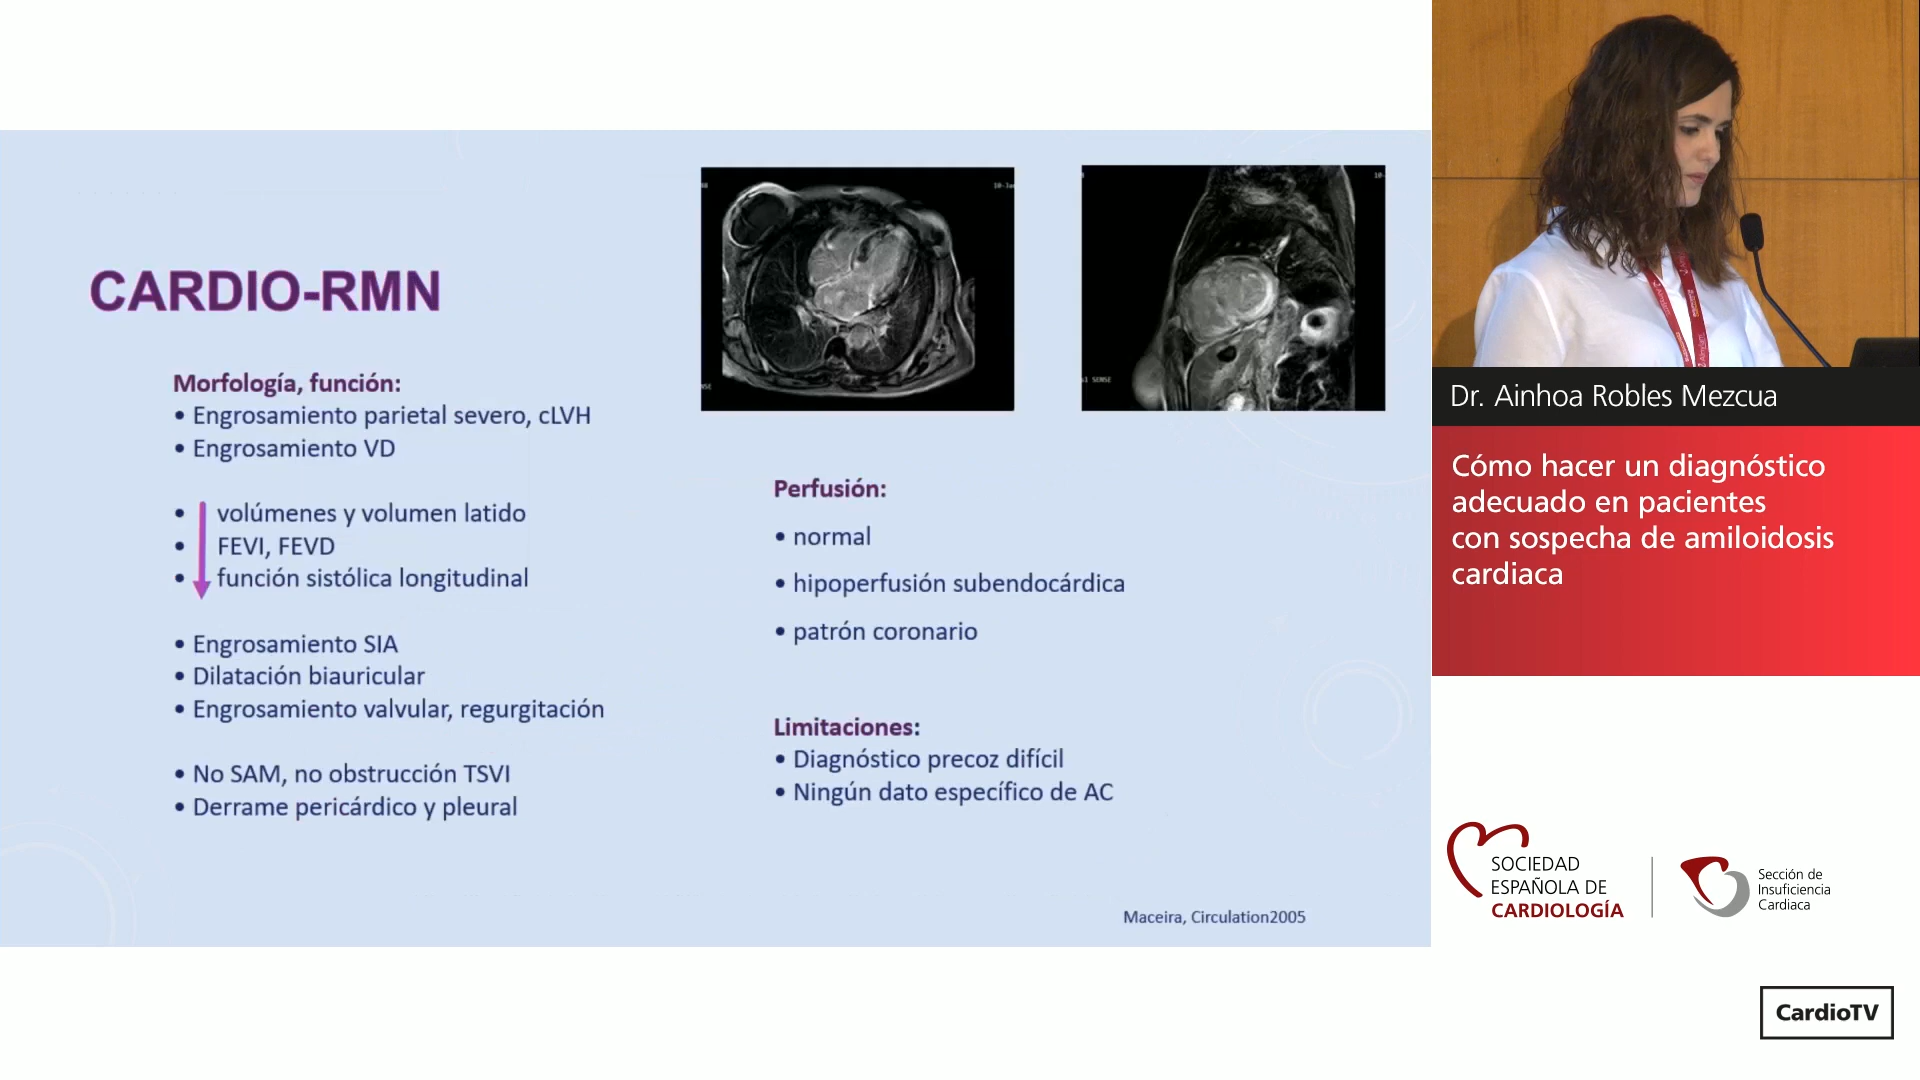 CARDIO-RMN
Morfología, función:
• Engrosamiento parietal severo, cLVH
• Engrosamiento VD
• volúmenes y volumen latido
• FEVI, FEVD
• función sistólica longitudinal
• Engrosamiento SIA
• Dilatación biauricular
• Engrosamiento valvular, regurgitación
• No SAM, no obstrucción TSVI
• Derrame pericárdico y pleural
Perfusión:
• normal
• hipoperfusión subendocárdica
• patrón coronario
Limitaciones:
• Diagnóstico precoz difícil
• Ningún dato específico de AC
Maceira, Circulation2005
Dr. Ainhoa Robles Mezcua
Cómo hacer un diagnóstico
adecuado en pacientes
con sospecha de amiloidosis
cardiaca
SOCIEDAD
ESPAÑOLA DE
CARDIOLOGÍA
Sección de
Insuficiencia
Cardiaca
CardioTV